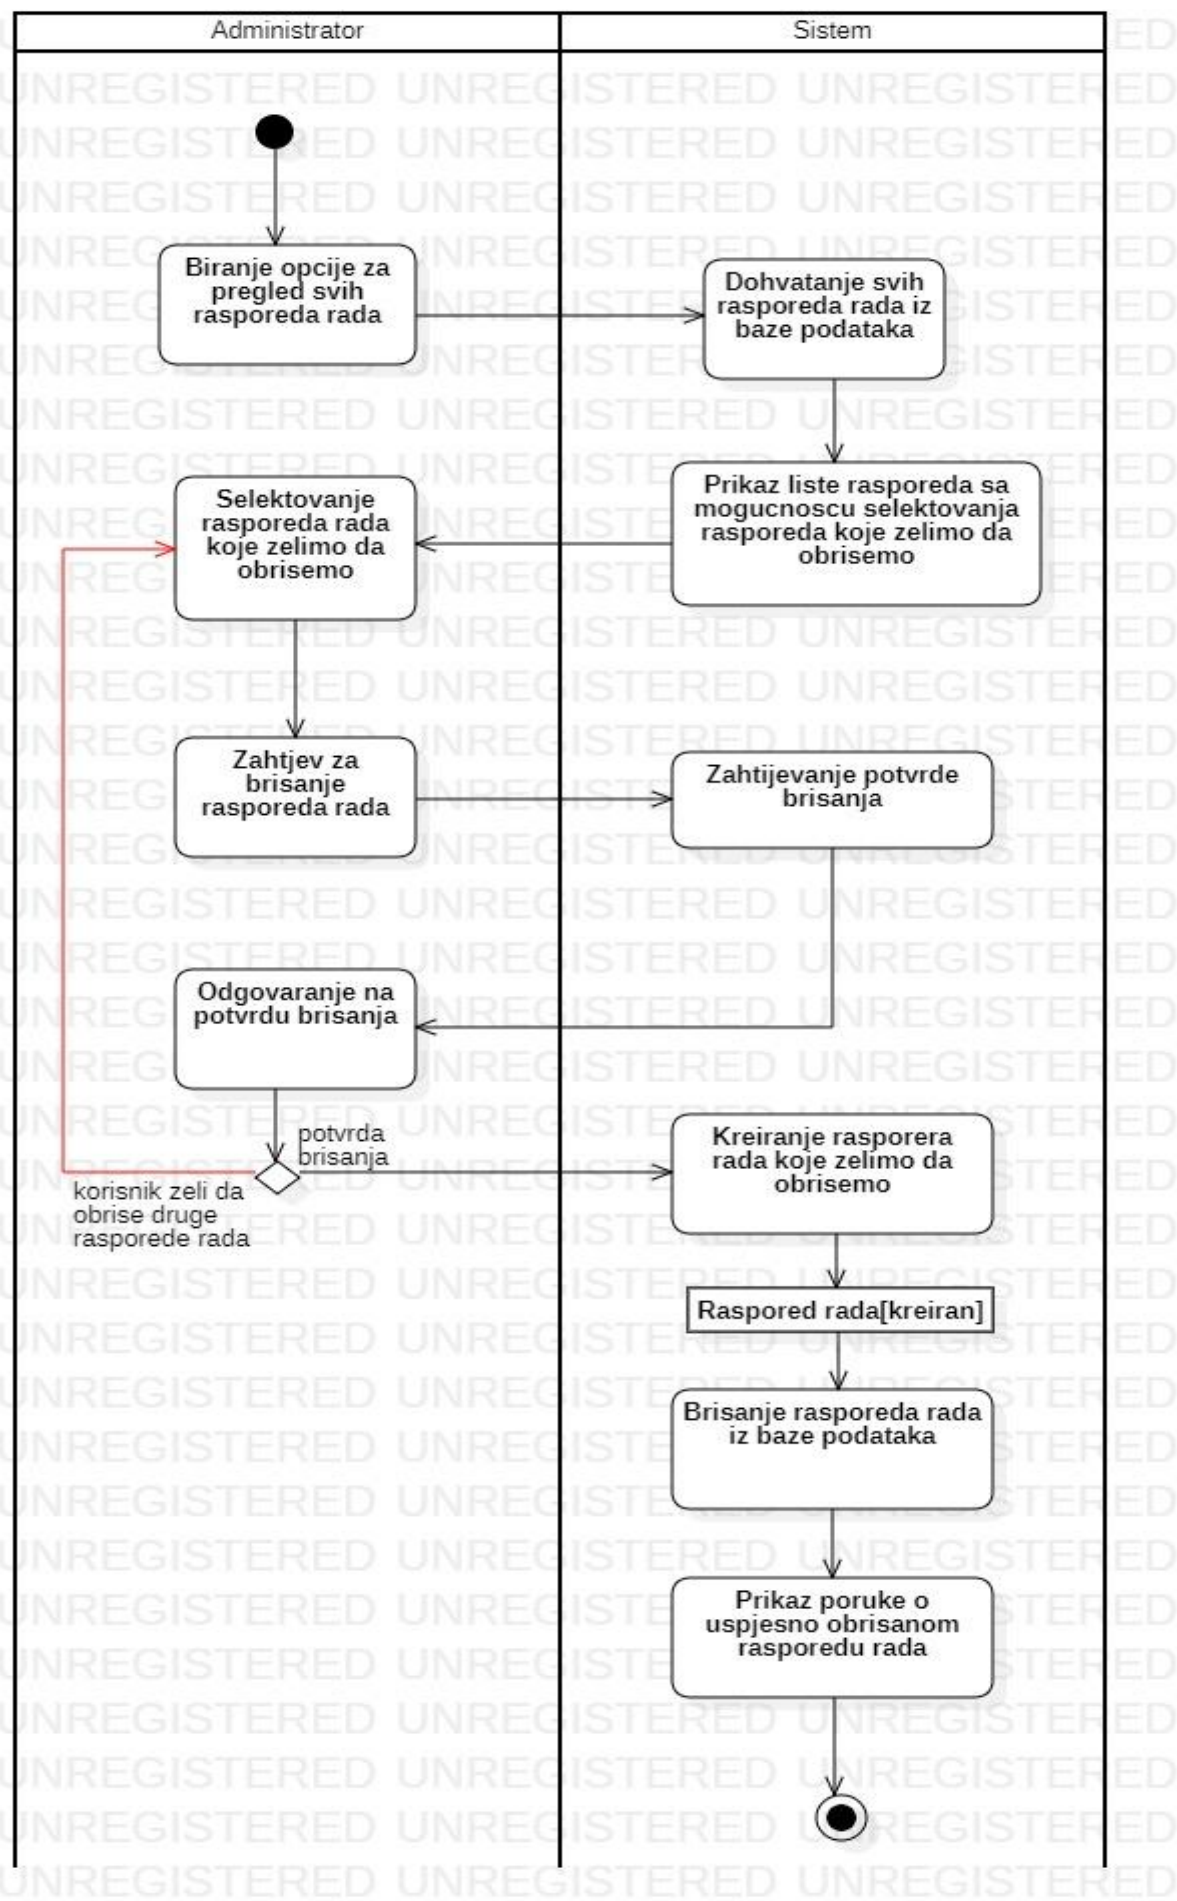 Administrator
Sistem
Biranje opcije za
pregled svih
rasporeda rada
Dohvatanje svih
rasporeda rada iz
baze podataka
Selektovanje
rasporeda rada
koje zelimo da
obrisemo
Prikaz liste rasporeda sa
mogucnoscu selektovanja
rasporeda koje zelimo da
obrisemo
Zahtjev za
brisanje
rasporeda rada
Zahtijevanje potvrde
brisanja
Odgovaranje na
potvrdu brisanja
potvrda
brisanja
korisnik zeli da
obrise druge
rasporede rada
Kreiranje rasporera
rada koje zelimo da
obrisemo
Raspored rada[kreiran]
Brisanje rasporeda rada
iz baze podataka
Prikaz poruke o
uspjesno obrisanom
rasporedu rada
UNREGISTERED